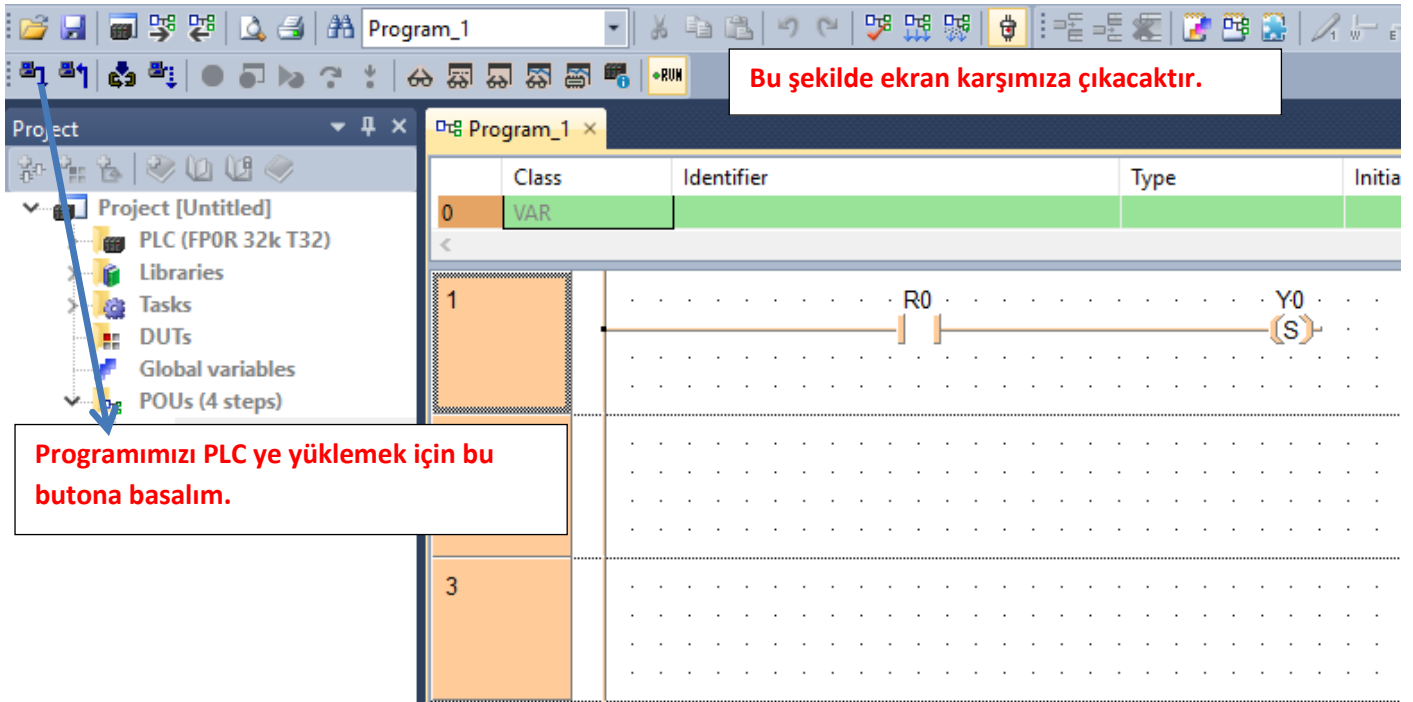 Program_1
Bu şekilde ekran karşımıza çıkacaktır.
RUN
Project
Program_1
Class Identifier Type Initia
0 VAR
Project [Untitled]
PLC (FP0R 32k T32)
Libraries
Tasks
DUTs
Global variables
POUs (4 steps)
Programımızı PLC ye yüklemek için bu
butona basalım.
1
R0 Y0
S
3